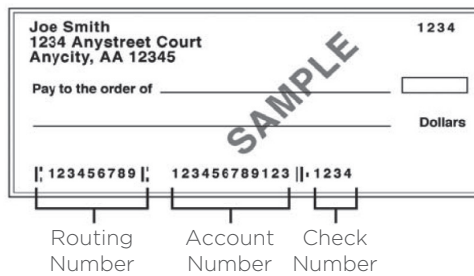 Joe Smith 1234
1234 Anystreet Court
Anycity, AA 12345
Pay to the order of
SAMPLE
Dollars
⑆123456789⑆ 123456789123⑈ 1234
Routing Number Account Number Check Number